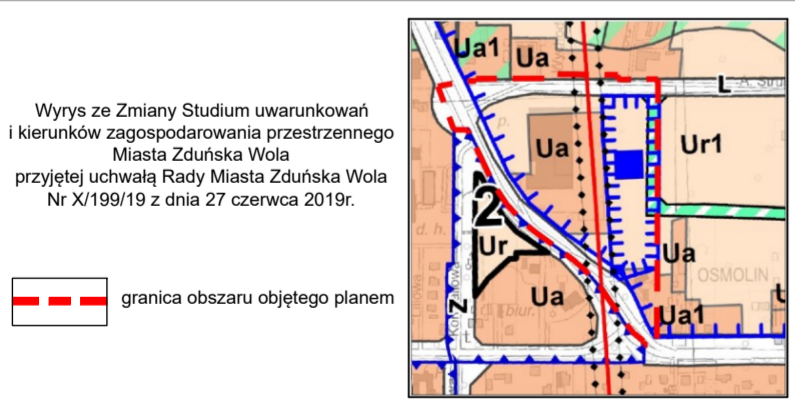 Wyrys ze Zmiany Studium uwarunkowań
i kierunków zagospodarowania przestrzennego
Miasta Zduńska Wola
przyjętej uchwałą Rady Miasta Zduńska Wola
Nr X/199/19 z dnia 27 czerwca 2019r.
granica obszaru objętego planem
Ua1
Ua
L
p.
Ua
Ur1
2
d. h.
Ur
Ua
OSMOLIN
Z
Ua
biur.
Ua1